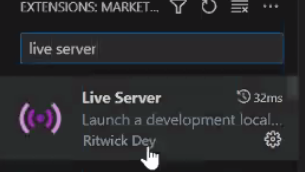 EXTENSIONS: MARKET...
live server
Live Server 32ms
Launch a development local...
Ritwick Dey